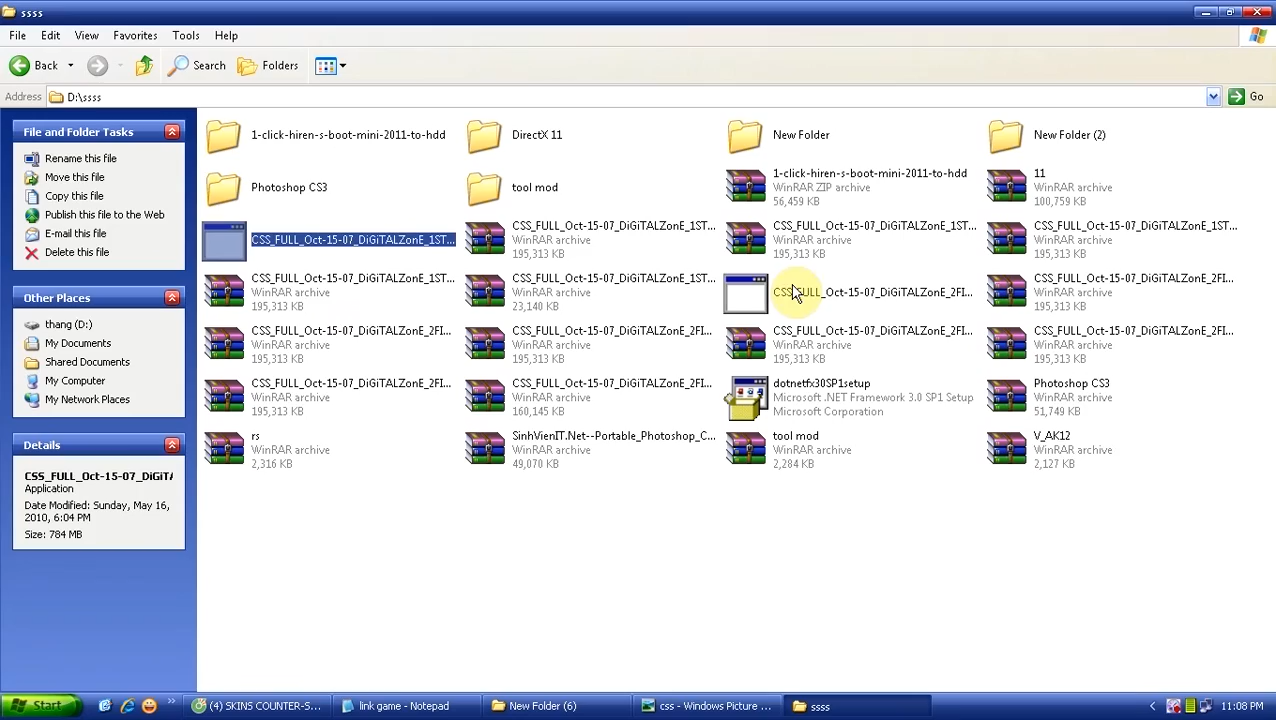 ssss
File Edit View Favorites Tools Help
Back Search Folders
Address D:\ssss Go
File and Folder Tasks
Rename this file
Move this file
Copy this file
Publish this file to the Web
E-mail this file
Delete this file
Other Places
thang (D:)
My Documents
Shared Documents
My Computer
My Network Places
Details
CSS_FULL_Oct-15-07_DiGiTA
Application
Date Modified: Sunday, May 16,
2010, 6:04 PM
Size: 784 MB
1-click-hiren-s-boot-mini-2011-to-hdd
DirectX 11
New Folder
New Folder (2)
Photoshop CS3
tool mod
1-click-hiren-s-boot-mini-2011-to-hdd
WinRAR ZIP archive
56,459 KB
11
WinRAR archive
100,759 KB
CSS_FULL_Oct-15-07_DiGiTALZonE_1ST...
CSS_FULL_Oct-15-07_DiGiTALZonE_1ST...
WinRAR archive
195,313 KB
CSS_FULL_Oct-15-07_DiGiTALZonE_1ST...
WinRAR archive
195,313 KB
CSS_FULL_Oct-15-07_DiGiTALZonE_1ST...
WinRAR archive
195,313 KB
CSS_FULL_Oct-15-07_DiGiTALZonE_1ST...
WinRAR archive
195,313 KB
CSS_FULL_Oct-15-07_DiGiTALZonE_1ST...
WinRAR archive
23,140 KB
CSS_FULL_Oct-15-07_DiGiTALZonE_2FI...
CSS_FULL_Oct-15-07_DiGiTALZonE_2FI...
WinRAR archive
195,313 KB
CSS_FULL_Oct-15-07_DiGiTALZonE_2FI...
WinRAR archive
195,313 KB
CSS_FULL_Oct-15-07_DiGiTALZonE_2FI...
WinRAR archive
195,313 KB
CSS_FULL_Oct-15-07_DiGiTALZonE_2FI...
WinRAR archive
195,313 KB
CSS_FULL_Oct-15-07_DiGiTALZonE_2FI...
WinRAR archive
195,313 KB
CSS_FULL_Oct-15-07_DiGiTALZonE_2FI...
WinRAR archive
195,313 KB
CSS_FULL_Oct-15-07_DiGiTALZonE_2FI...
WinRAR archive
160,145 KB
dotnetfx30SP1setup
Microsoft .NET Framework 3.0 SP1 Setup
Microsoft Corporation
Photoshop CS3
WinRAR archive
51,749 KB
rs
WinRAR archive
2,316 KB
SinhVienIT.Net--Portable_Photoshop_C...
WinRAR archive
49,070 KB
tool mod
WinRAR archive
2,284 KB
V_AK12
WinRAR archive
2,127 KB
Start (4) SKINS COUNTER-S... link game - Notepad New Folder (6) css - Windows Picture ... ssss 11:08 PM